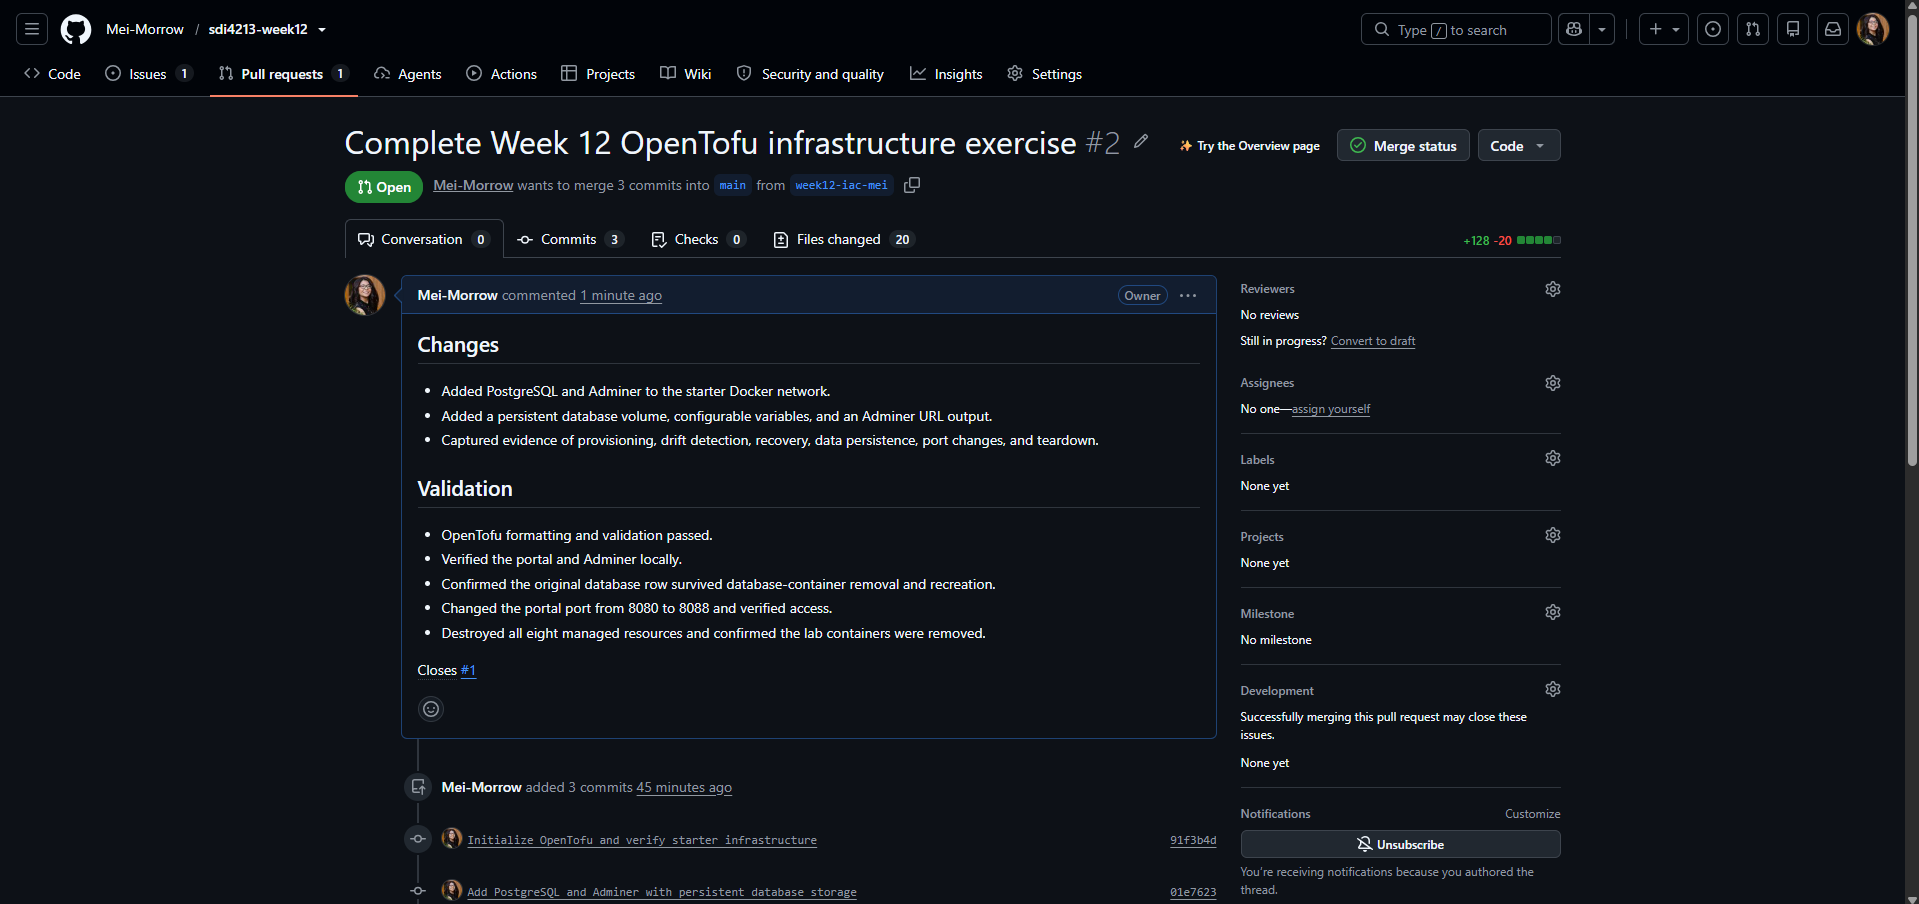 Mei-Morrow / sdi4213-week12
Type / to search
Code
Issues 1
Pull requests 1
Agents
Actions
Projects
Wiki
Security and quality
Insights
Settings
Complete Week 12 OpenTofu infrastructure exercise #2
Try the Overview page
Merge status
Code
Open
Mei-Morrow wants to merge 3 commits into main from week12-iac-mei
Conversation 0
Commits 3
Checks 0
Files changed 20
+128 -20
Mei-Morrow commented 1 minute ago
Owner
Changes
Added PostgreSQL and Adminer to the starter Docker network.
Added a persistent database volume, configurable variables, and an Adminer URL output.
Captured evidence of provisioning, drift detection, recovery, data persistence, port changes, and teardown.
Validation
OpenTofu formatting and validation passed.
Verified the portal and Adminer locally.
Confirmed the original database row survived database-container removal and recreation.
Changed the portal port from 8080 to 8088 and verified access.
Destroyed all eight managed resources and confirmed the lab containers were removed.
Closes #1
Mei-Morrow added 3 commits 45 minutes ago
Initialize OpenTofu and verify starter infrastructure 91f3b4d
Add PostgreSQL and Adminer with persistent database storage 01e7623
Reviewers
No reviews
Still in progress? Convert to draft
Assignees
No one—assign yourself
Labels
None yet
Projects
None yet
Milestone
No milestone
Development
Successfully merging this pull request may close these
issues.
None yet
Notifications
Customize
Unsubscribe
You're receiving notifications because you authored the
thread.